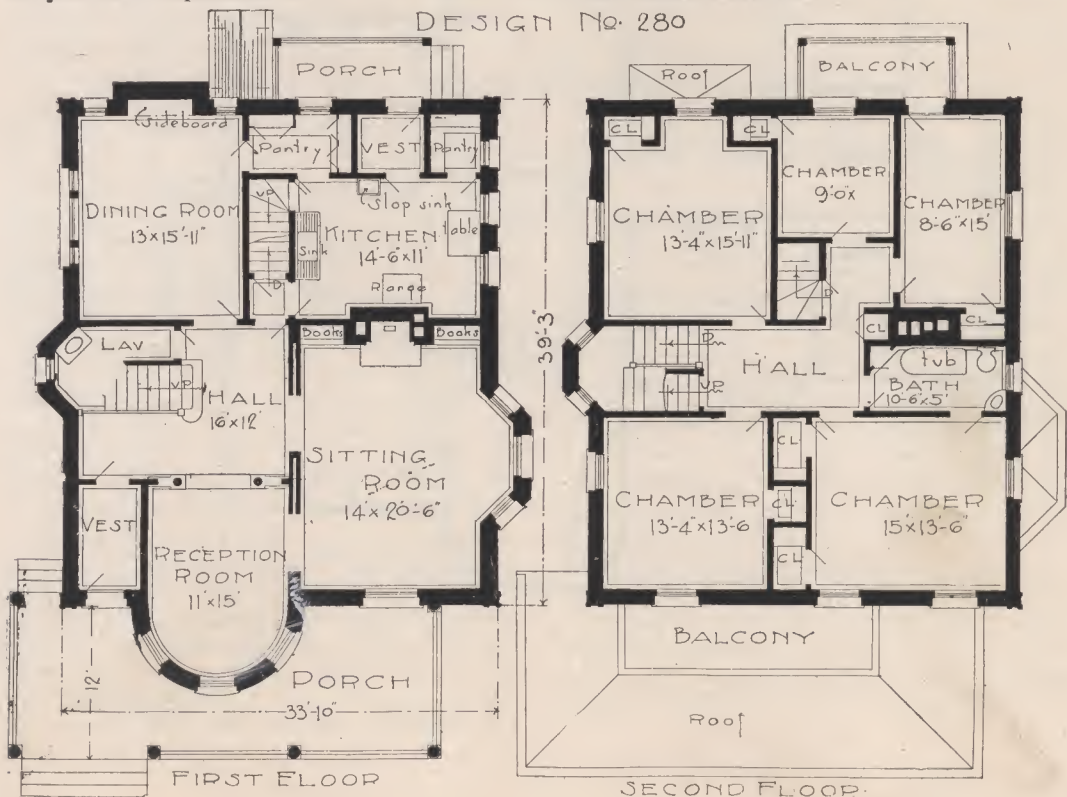 DESIGN No. 280
PORCH
Sideboard
Pantry
VEST
Pantry
UP
Slop sink
DINING ROOM
13'x15'-11"
KITCHEN
14'-6"x11'
Sink
table
D
Range
Books
Books
LAV
UP
HALL
16'x12'
SITTING
ROOM
14'x20'-6"
VEST
RECEPTION
ROOM
11'x15'
PORCH
12'
33'-10"
39'-3"
FIRST FLOOR
Roof
BALCONY
CL
CL
CHAMBER
9'-0"x
CHAMBER
8'-6"x15'
CHAMBER
13'-4"x15'-11"
D
CL
CL
D
HALL
UP
tub
BATH
10'-6"x5'
CL
CHAMBER
13'-4"x13'-6
CL
CHAMBER
15'x13'-6"
CL
BALCONY
Roof
SECOND FLOOR.